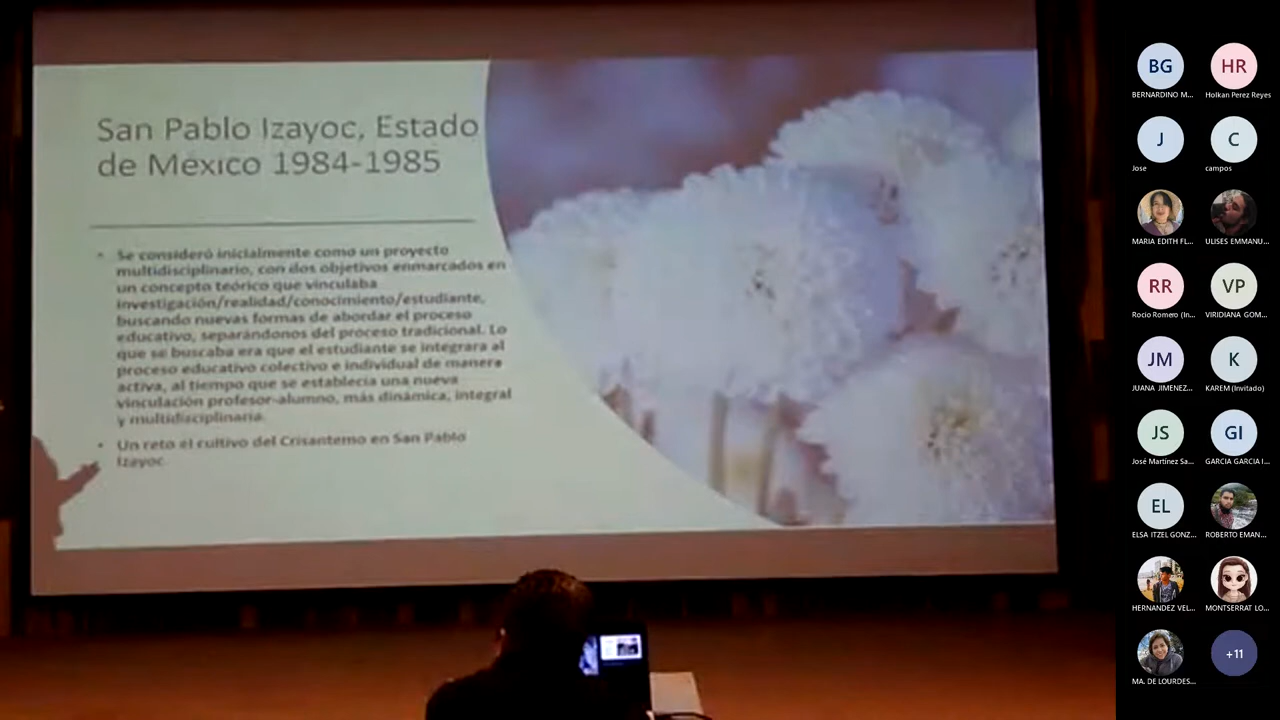 San Pablo Izayoc, Estado
de México 1984-1985
• Se consideró inicialmente como un proyecto
multidisciplinario, con dos objetivos enmarcados en
un concepto teórico que vinculaba
investigación/realidad/conocimiento/estudiante,
buscando nuevas formas de abordar el proceso
educativo, separándonos del proceso tradicional. Lo
que se buscaba era que el estudiante se integrara al
proceso educativo colectivo e individual de manera
activa, al tiempo que se establecía una nueva
vinculación profesor-alumno, más dinámica, integral
y multidisciplinaria.
• Un reto el cultivo del Crisantemo en San Pablo
Izayoc
BG HR
BERNARDINO M... Holkan Perez Reyes
J C
Jose campos
MARIA EDITH FL... ULISES EMMANU...
RR VP
Rocio Romero (In... VIRIDIANA GOM...
JM K
JUANA JIMENEZ... KAREM (Invitado)
JS GI
José Martínez Sa... GARCIA GARCIA I...
EL
ELSA ITZEL GONZ... ROBERTO EMAN...
HERNANDEZ VEL... MONTSERRAT LO...
+11
MA. DE LOURDES...